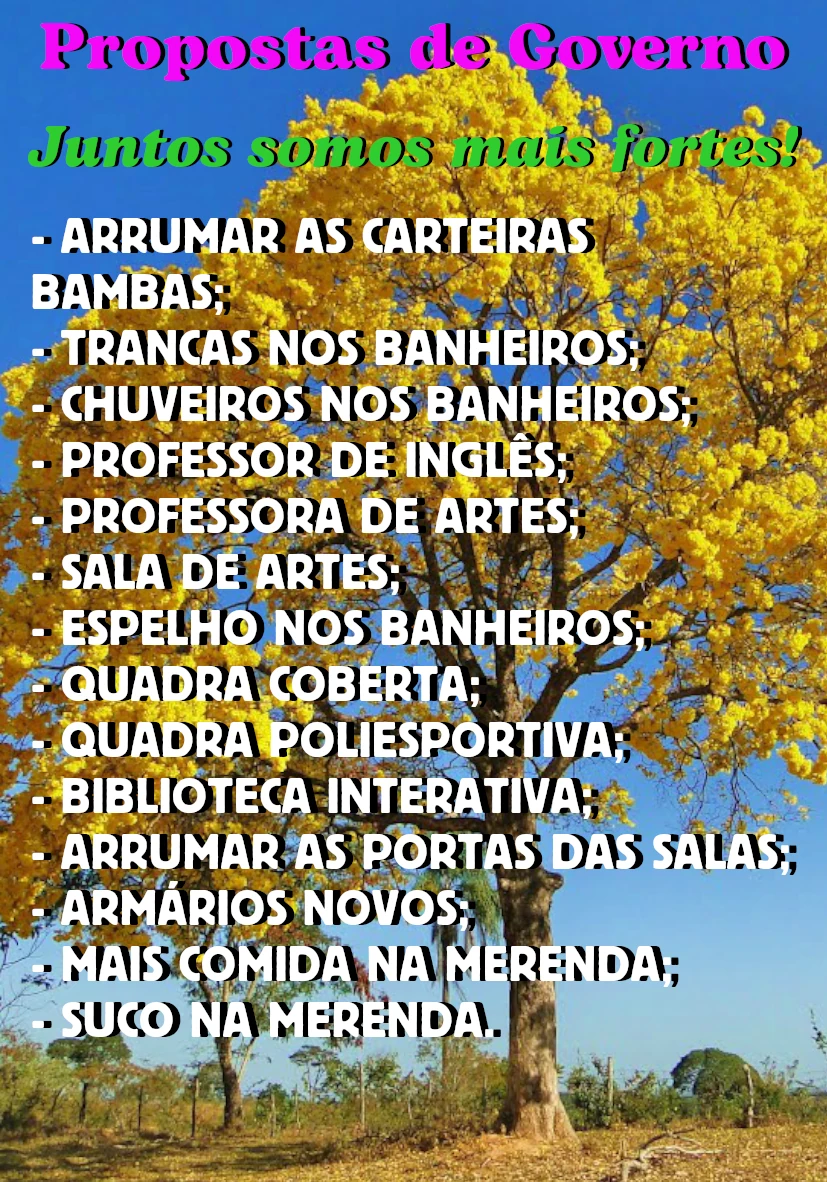 Propostas de Governo
Juntos somos mais fortes!
- ARRUMAR AS CARTEIRAS
BAMBAS;
- TRANCAS NOS BANHEIROS;
- CHUVEIROS NOS BANHEIROS;
- PROFESSOR DE INGLÊS;
- PROFESSORA DE ARTES;
- SALA DE ARTES;
- ESPELHO NOS BANHEIROS;
- QUADRA COBERTA;
- QUADRA POLIESPORTIVA;
- BIBLIOTECA INTERATIVA;
- ARRUMAR AS PORTAS DAS SALAS;
- ARMÁRIOS NOVOS;
- MAIS COMIDA NA MERENDA;
- SUCO NA MERENDA.